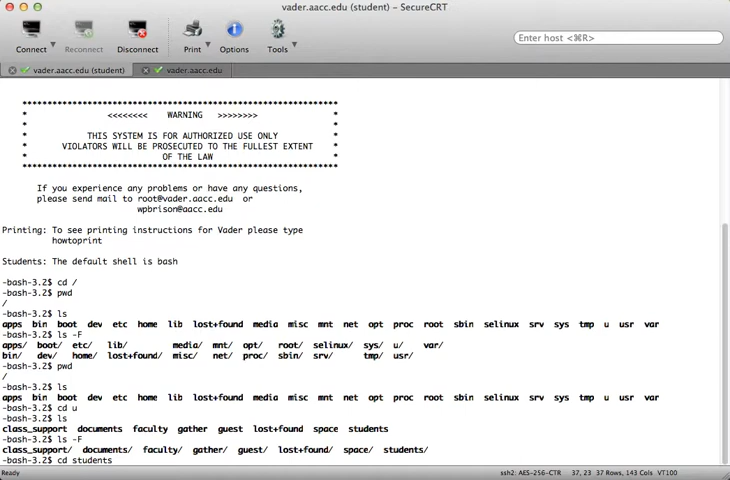 vader.aacc.edu (student) – SecureCRT
Connect Reconnect Disconnect Print Options Tools Enter host <⌘R>
vader.aacc.edu (student) vader.aacc.edu
***************************************************************
* <<<<<<<< WARNING >>>>>>>> *
* *
* THIS SYSTEM IS FOR AUTHORIZED USE ONLY *
* VIOLATORS WILL BE PROSECUTED TO THE FULLEST EXTENT *
* OF THE LAW *
***************************************************************
If you experience any problems or have any questions,
please send mail to root@vader.aacc.edu or
wpbrison@aacc.edu
Printing: To see printing instructions for Vader please type
howtoprint
Students: The default shell is bash
-bash-3.2$ cd /
-bash-3.2$ pwd
/
-bash-3.2$ ls
apps bin boot dev etc home lib lost+found media misc mnt net opt proc root sbin selinux srv sys tmp u usr var
-bash-3.2$ ls -F
apps/ boot/ etc/ lib/ media/ mnt/ opt/ root/ selinux/ sys/ u/ var/
bin/ dev/ home/ lost+found/ misc/ net/ proc/ sbin/ srv/ tmp/ usr/
-bash-3.2$ pwd
/
-bash-3.2$ ls
apps bin boot dev etc home lib lost+found media misc mnt net opt proc root sbin selinux srv sys tmp u usr var
-bash-3.2$ cd u
-bash-3.2$ ls
class_support documents faculty gather guest lost+found space students
-bash-3.2$ ls -F
class_support/ documents/ faculty/ gather/ guest/ lost+found/ space/ students/
-bash-3.2$ cd students
Ready ssh2: AES-256-CTR 37, 23 37 Rows, 143 Cols VT100